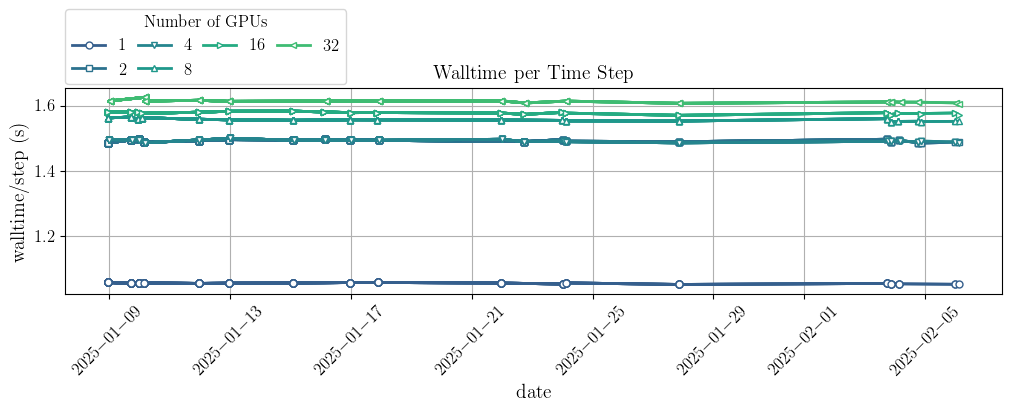 Number of GPUs
1 4 16 32
2 8
Walltime per Time Step
walltime/step (s)
1.6
1.4
1.2
2025−01−09 2025−01−13 2025−01−17 2025−01−21 2025−01−25 2025−01−29 2025−02−01 2025−02−05
date